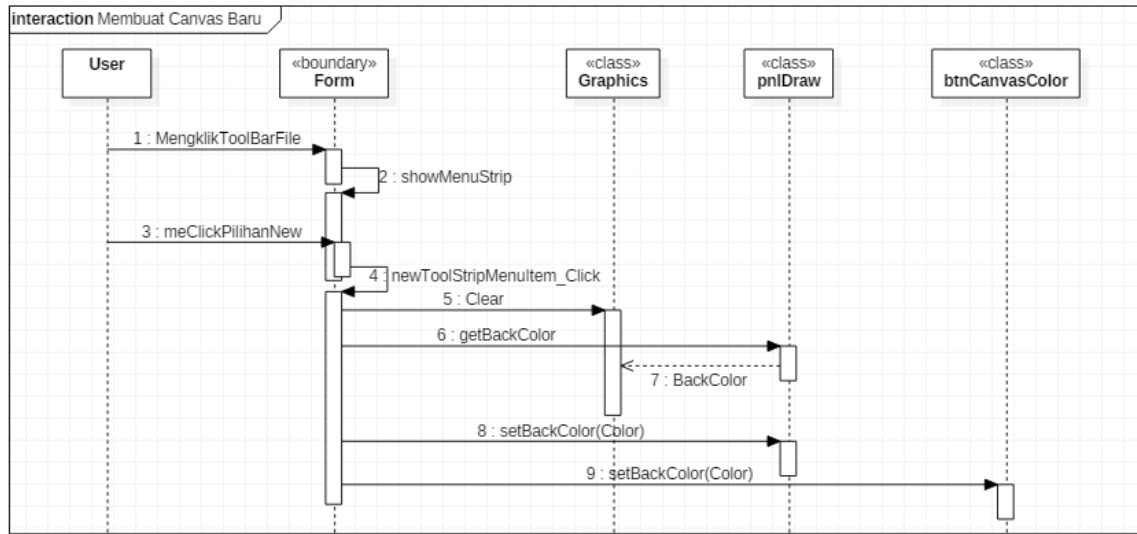 interaction Membuat Canvas Baru
User
«boundary»
Form
«class»
Graphics
«class»
pnlDraw
«class»
btnCanvasColor
1 : MengklikToolBarFile
2 : showMenuStrip
3 : meClickPilihanNew
4 : newToolStripMenuItem_Click
5 : Clear
6 : getBackColor
7 : BackColor
8 : setBackColor(Color)
9 : setBackColor(Color)